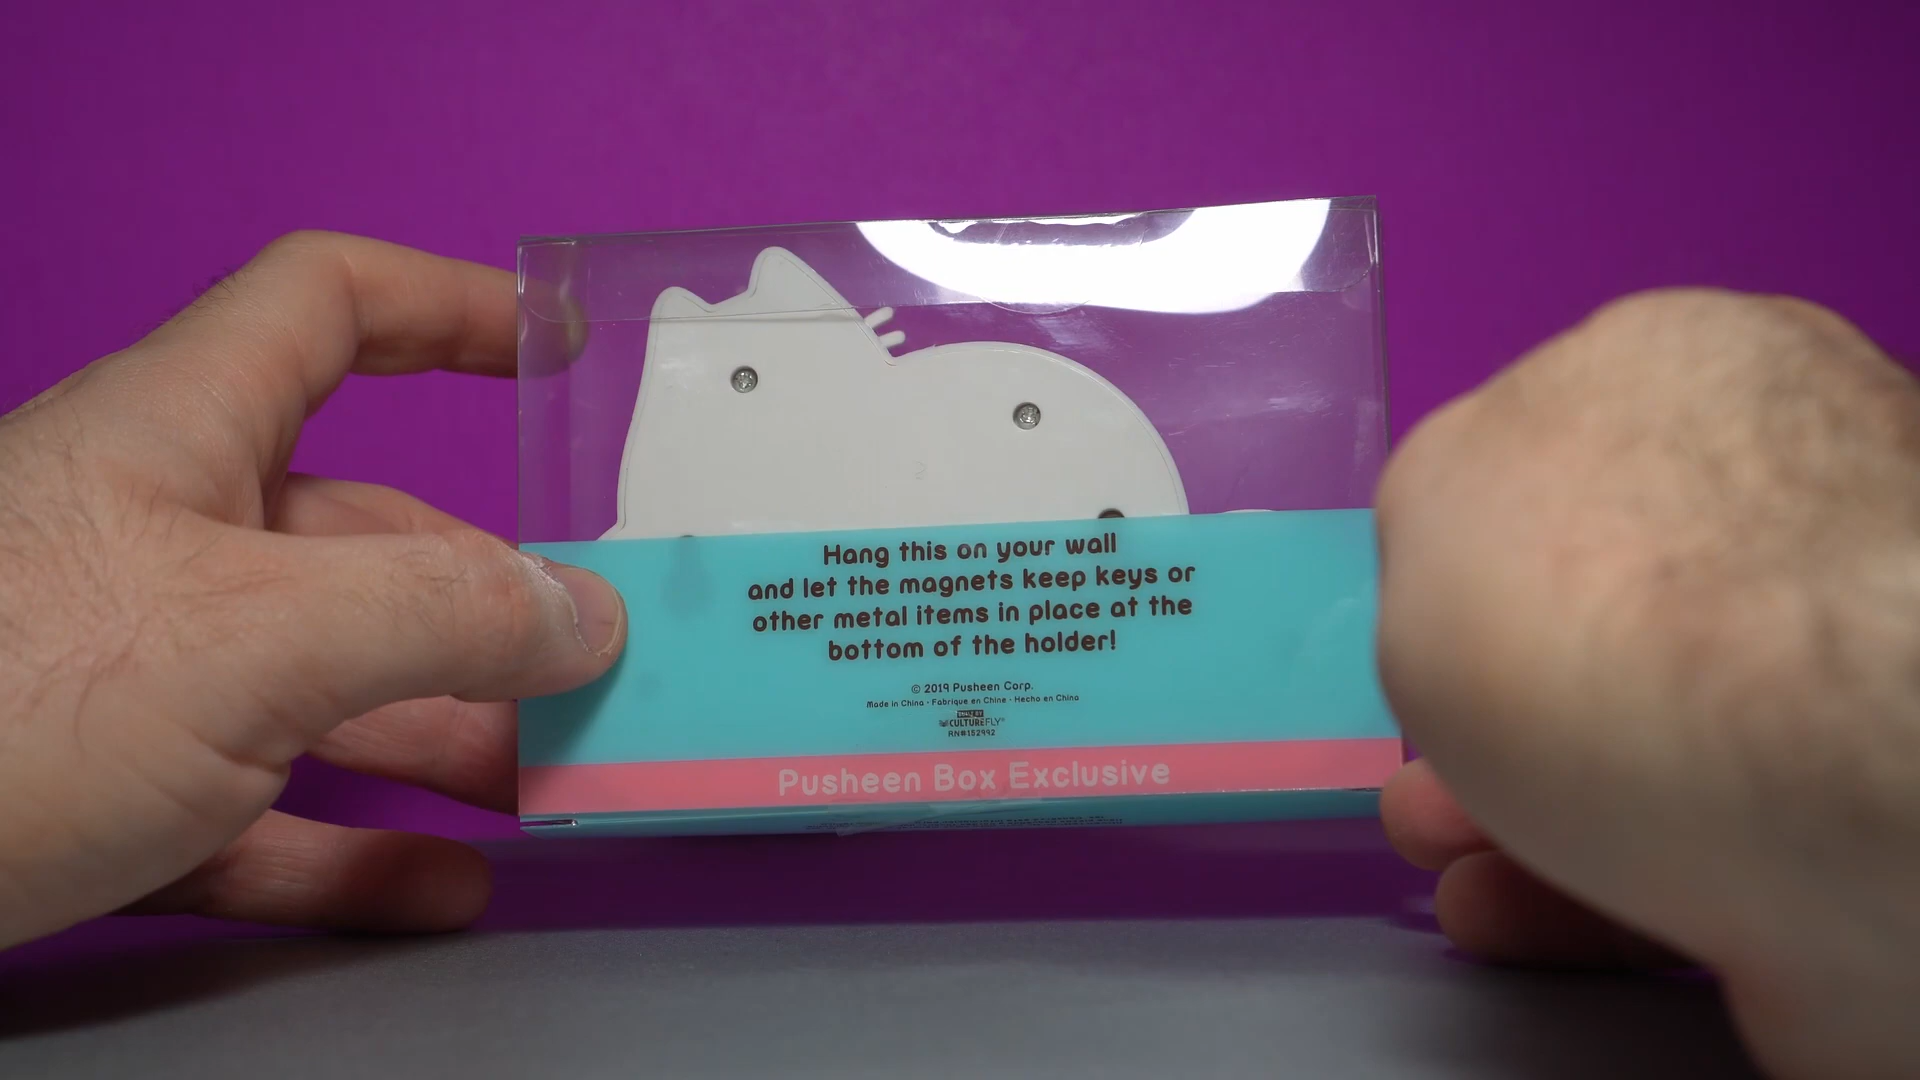 Hang this on your wall
and let the magnets keep keys or
other metal items in place at the
bottom of the holder!
© 2019 Pusheen Corp.
Made in China • Fabrique en Chine • Hecho en China
CULTUREFLY
RN#152992
Pusheen Box Exclusive